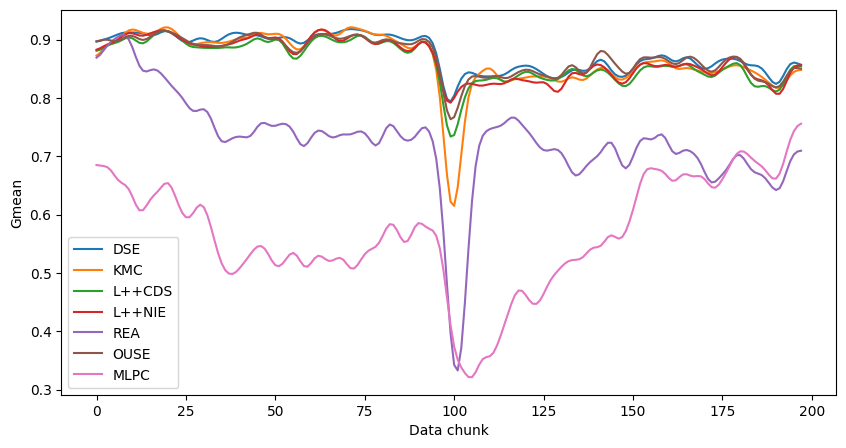 Gmean
0.9
0.8
0.7
0.6
0.5
0.4
0.3
DSE
KMC
L++CDS
L++NIE
REA
OUSE
MLPC
0 25 50 75 100 125 150 175 200
Data chunk